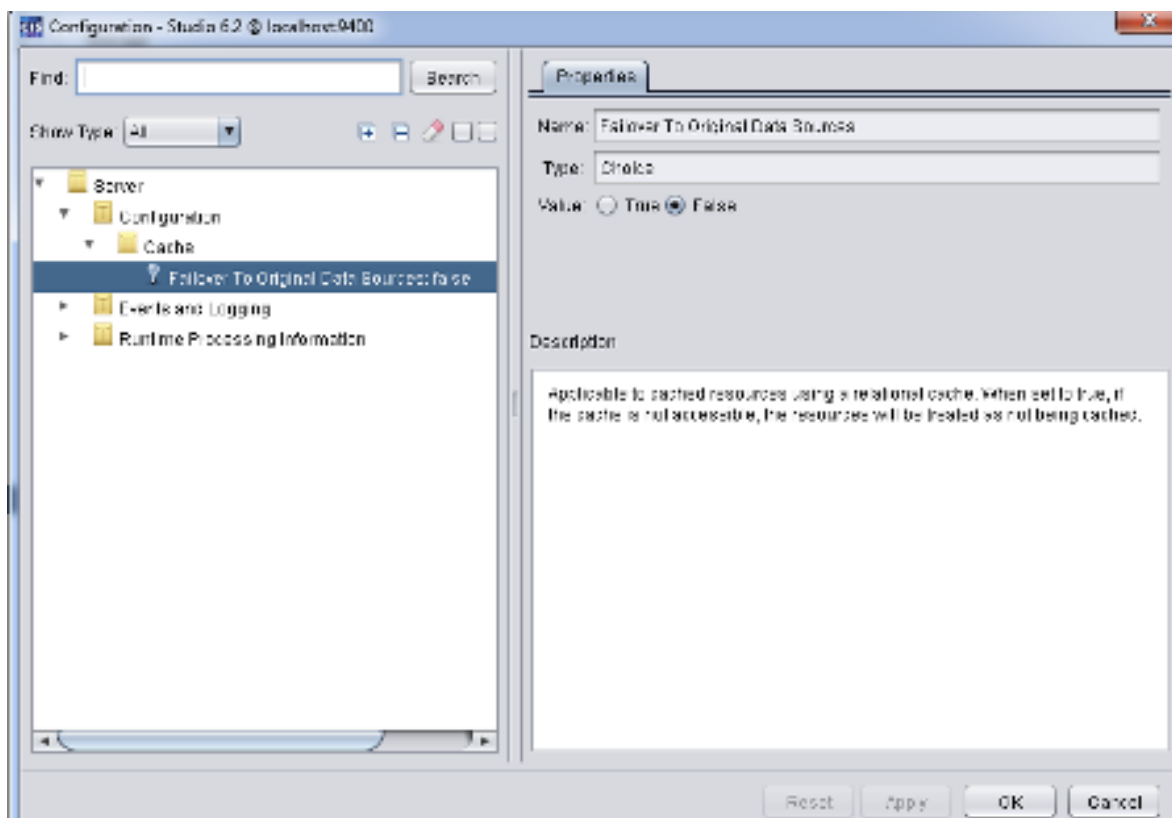 Configuration - Studio 6.2 @ localhost:9400
Find:
Search
Show Type: All
Server
Configuration
Cache
Failover To Original Data Sources: false
Events and Logging
Runtime Processing Information
Properties
Name: Failover To Original Data Sources
Type: Choice
Value: True False
Description
Applicable to cached resources using a relational cache. When set to true, if
the cache is not accessible, the resources will be treated as not being cached.
Reset Apply OK Cancel